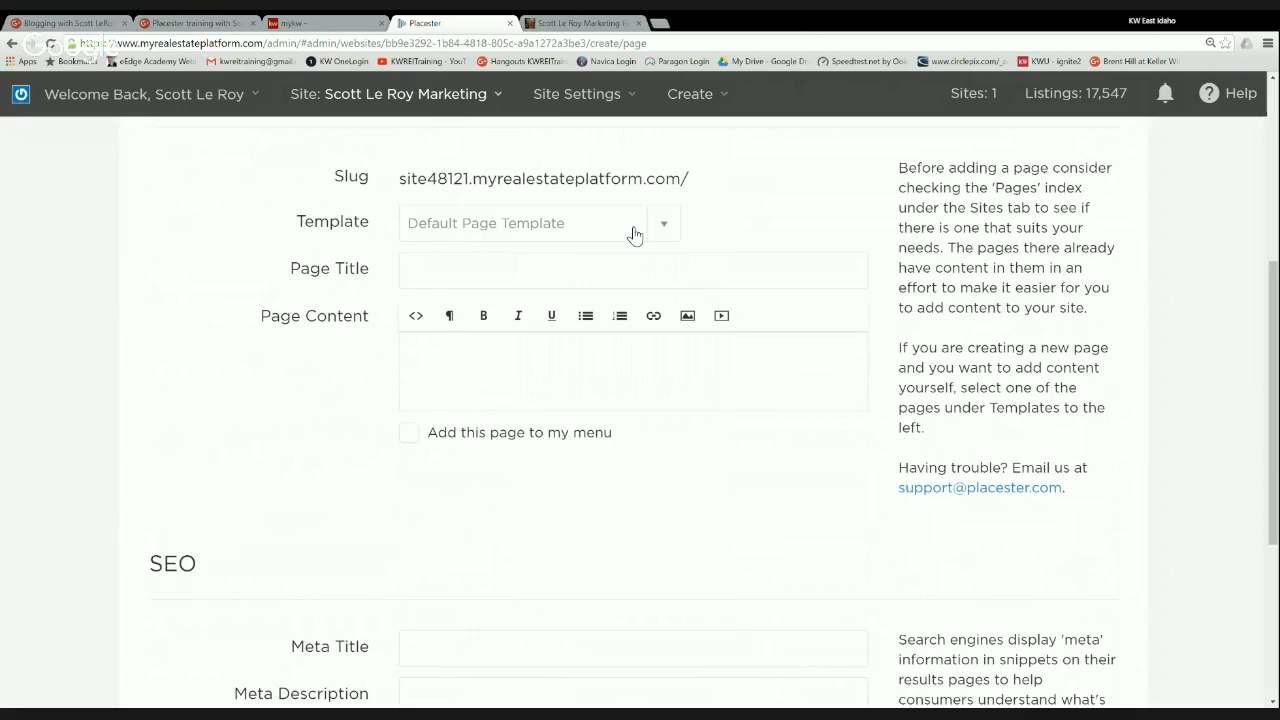 Blogging with Scott LeRo
Placester training with Sc
mykw -
Placester
Scott Le Roy Marketing &
KW East Idaho
https://www.myrealestateplatform.com/admin/#admin/websites/bb9e3292-1b84-4818-805c-a9a1272a3be3/create/page
Google
Apps
Bookmark
eEdge Academy Web
kwreitraining@gmail.
KW OneLogin
KWREITraining - YouT
Hangouts KWREITrain
Navica Login
Paragon Login
My Drive - Google Dr
Speedtest.net by Ook
www.circlepix.com/_o
KWU - ignite2
Brent Hill at Keller Wi
Welcome Back, Scott Le Roy
Site: Scott Le Roy Marketing
Site Settings
Create
Sites: 1
Listings: 17,547
Help
Slug
site48121.myrealestateplatform.com/
Template
Default Page Template
Page Title
Page Content
B
I
U
Add this page to my menu
Before adding a page consider
checking the 'Pages' index
under the Sites tab to see if
there is one that suits your
needs. The pages there already
have content in them in an
effort to make it easier for you
to add content to your site.
If you are creating a new page
and you want to add content
yourself, select one of the
pages under Templates to the
left.
Having trouble? Email us at
support@placester.com.
SEO
Meta Title
Meta Description
Search engines display 'meta'
information in snippets on their
results pages to help
consumers understand what's